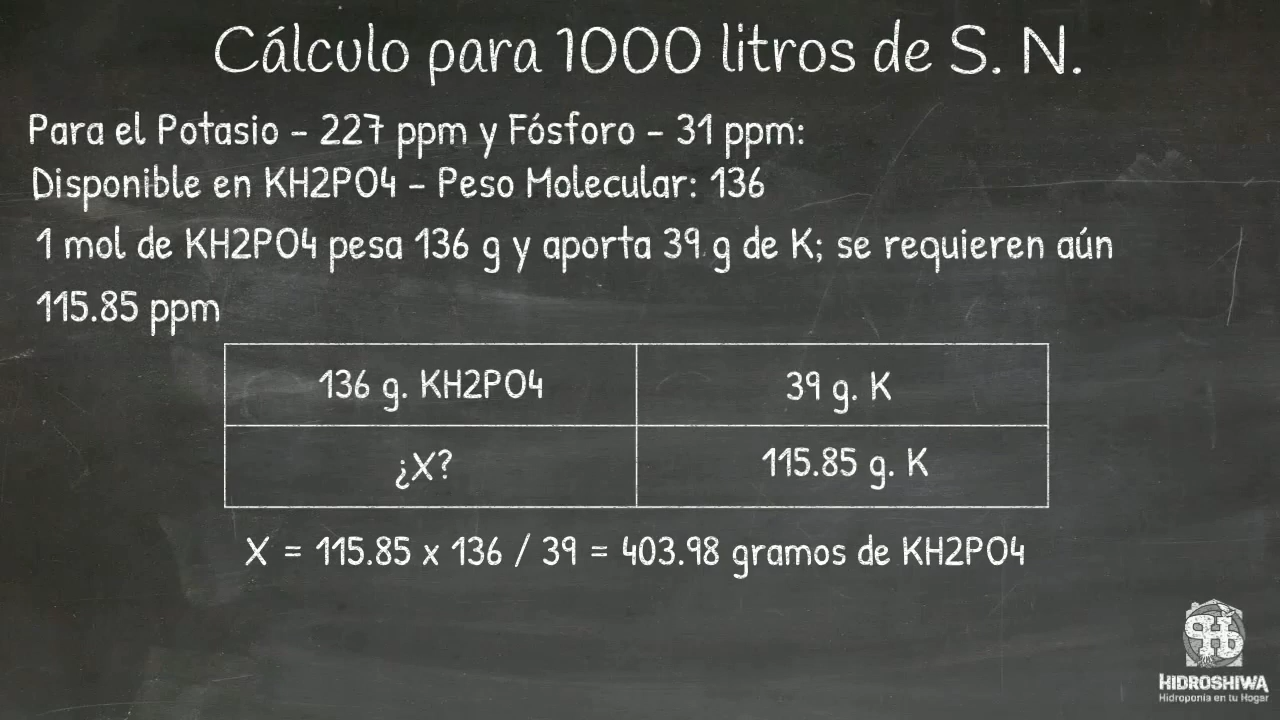 Cálculo para 1000 litros de S. N.
Para el Potasio - 227 ppm y Fósforo - 31 ppm:
Disponible en KH2PO4 - Peso Molecular: 136
1 mol de KH2PO4 pesa 136 g y aporta 39 g de K; se requieren aún
115.85 ppm
136 g. KH2PO4 39 g. K
¿X? 115.85 g. K
X = 115.85 x 136 / 39 = 403.98 gramos de KH2PO4
HIDROSHIWA
Hidroponia en tu Hogar